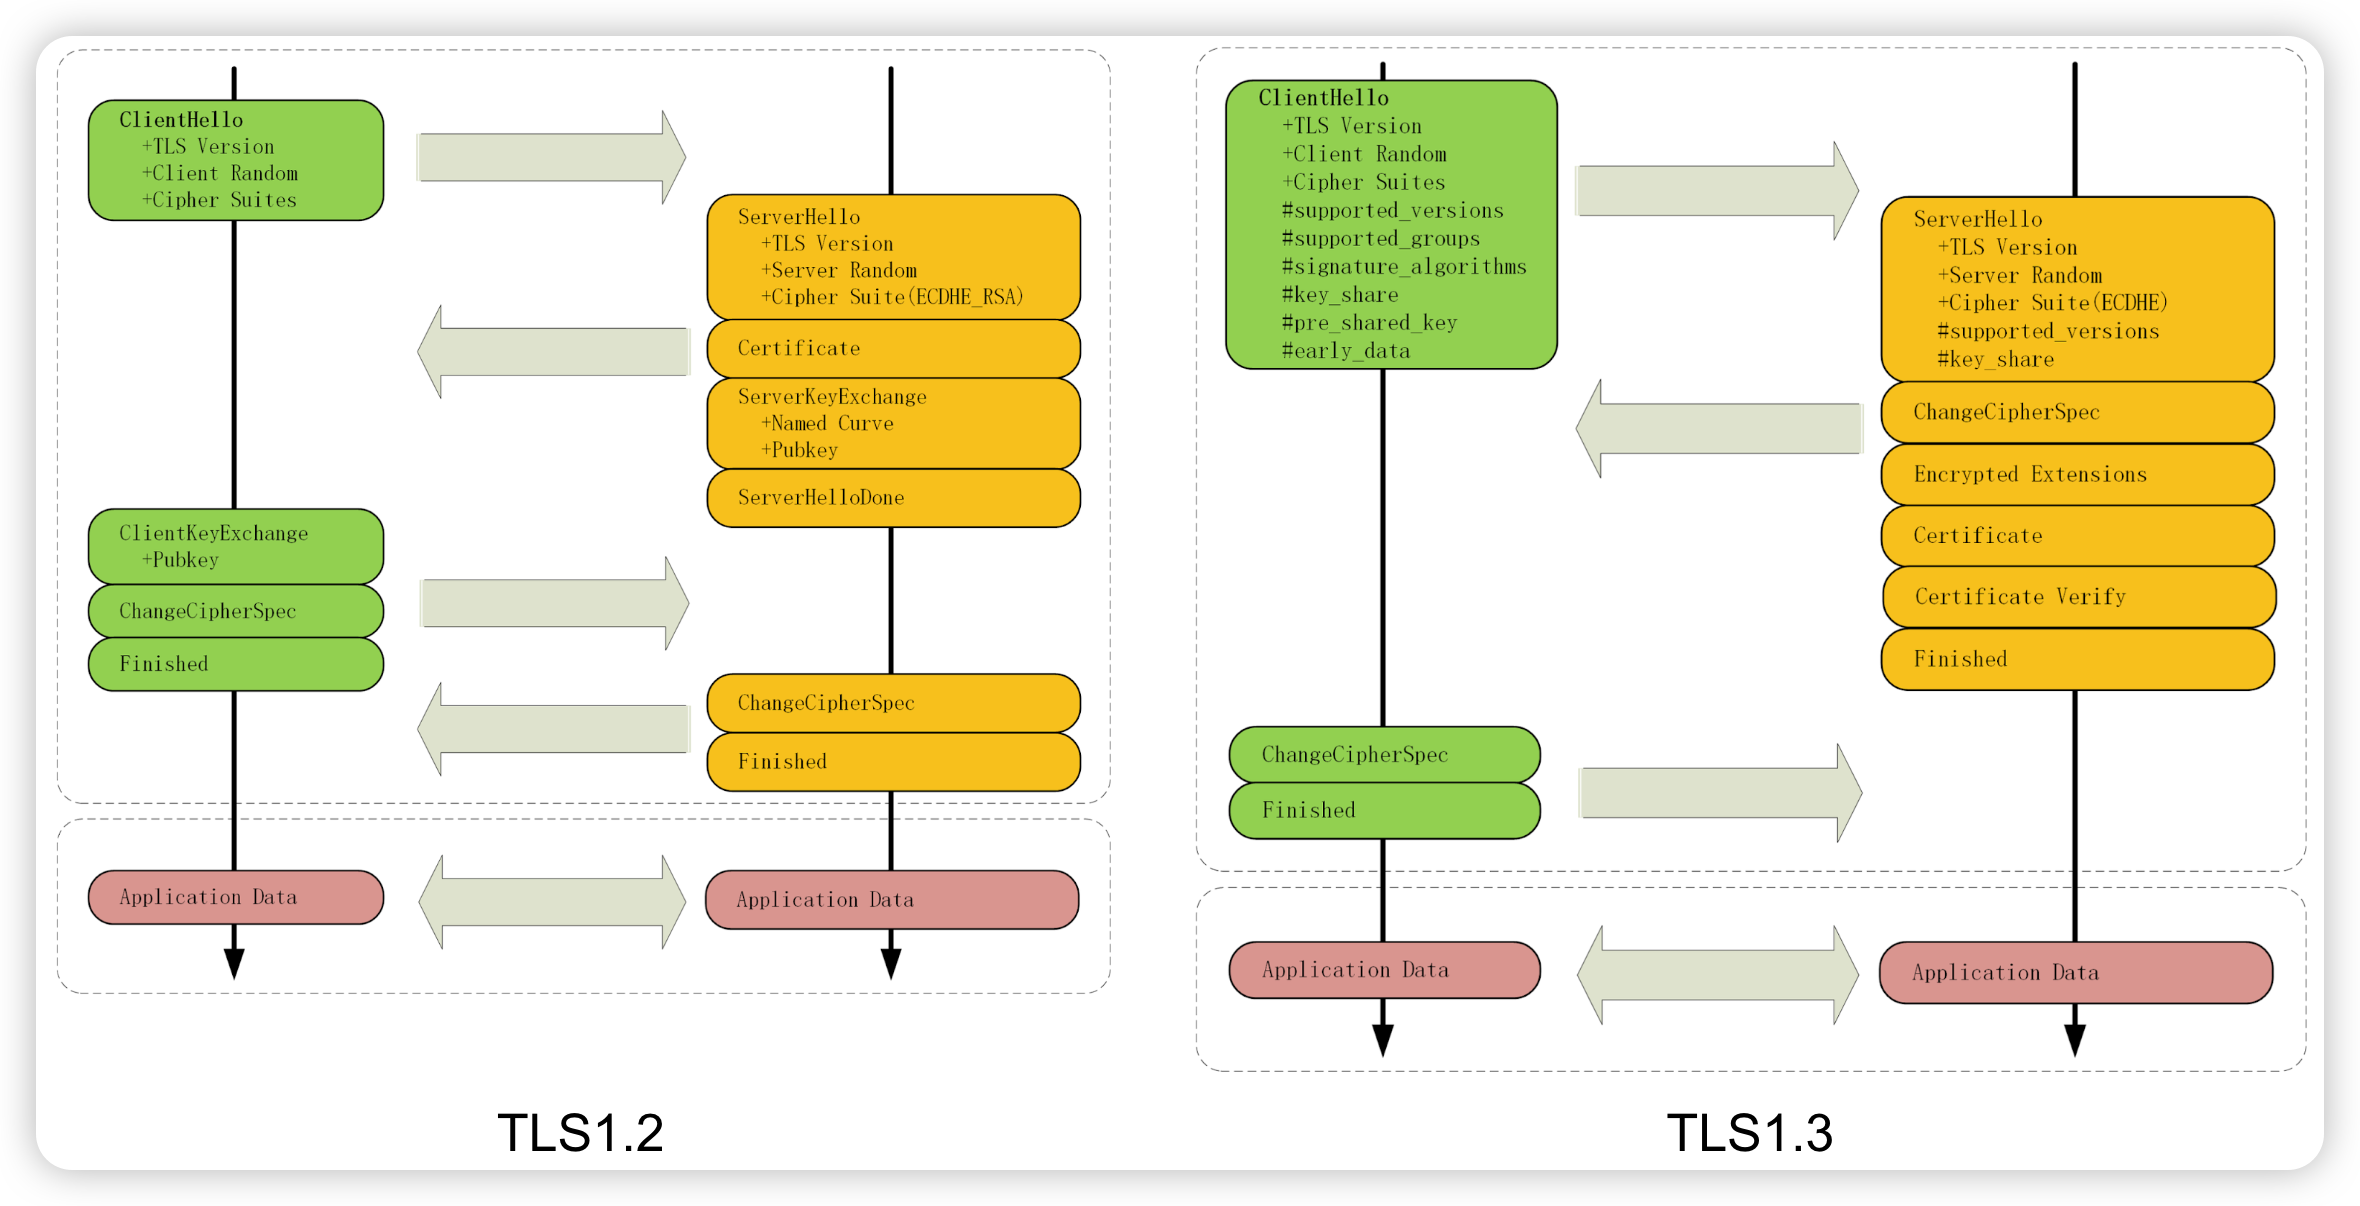 ClientHello
+TLS Version
+Client Random
+Cipher Suites
ServerHello
+TLS Version
+Server Random
+Cipher Suite(ECDHE_RSA)
Certificate
ServerKeyExchange
+Named Curve
+Pubkey
ServerHelloDone
ClientKeyExchange
+Pubkey
ChangeCipherSpec
Finished
ChangeCipherSpec
Finished
Application Data
Application Data
TLS1.2
ClientHello
+TLS Version
+Client Random
+Cipher Suites
#supported_versions
#supported_groups
#signature_algorithms
#key_share
#pre_shared_key
#early_data
ServerHello
+TLS Version
+Server Random
+Cipher Suite(ECDHE)
#supported_versions
#key_share
ChangeCipherSpec
Encrypted Extensions
Certificate
Certificate Verify
Finished
ChangeCipherSpec
Finished
Application Data
Application Data
TLS1.3